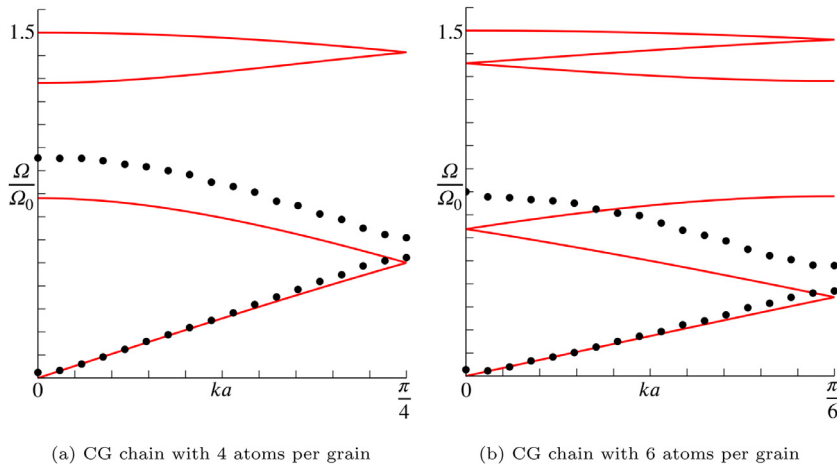 1.5
1.5
Ω
Ω₀
Ω
Ω₀
0
ka
π
4
0
ka
π
6
(a) CG chain with 4 atoms per grain
(b) CG chain with 6 atoms per grain